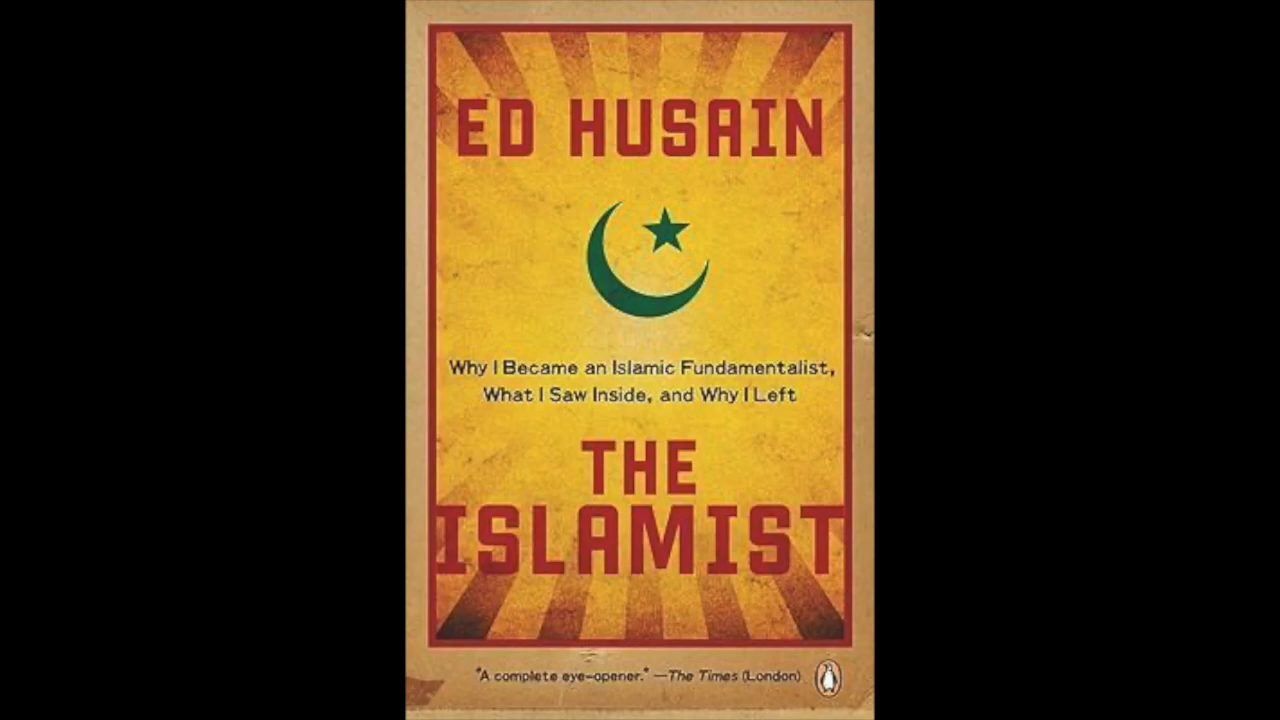 ED HUSAIN
Why I Became an Islamic Fundamentalist,
What I Saw Inside, and Why I Left
THE
ISLAMIST
"A complete eye-opener." —The Times (London)